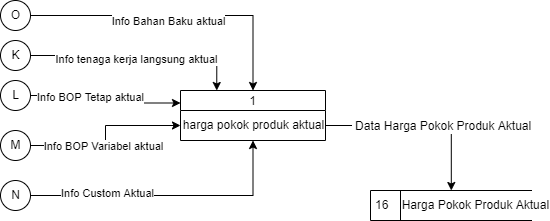 O
Info Bahan Baku aktual
K
Info tenaga kerja langsung aktual
L
Info BOP Tetap aktual
1
harga pokok produk aktual
Data Harga Pokok Produk Aktual
M
Info BOP Variabel aktual
N
Info Custom Aktual
16
Harga Pokok Produk Aktual